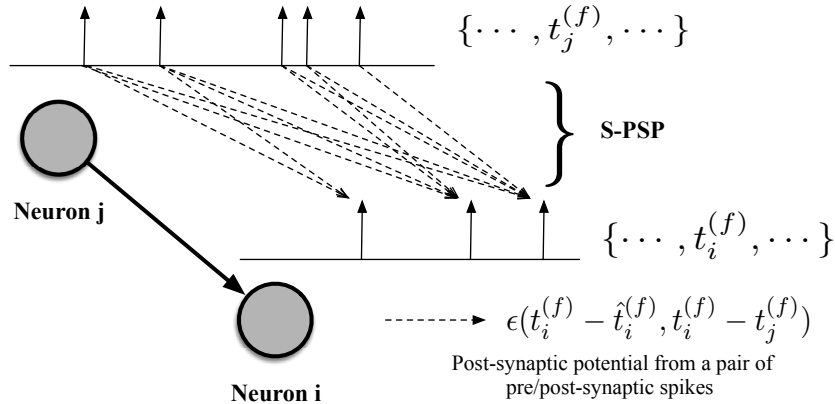 {⋯ , t_j^{(f)}, ⋯}
S-PSP
Neuron j
{⋯ , t_i^{(f)}, ⋯}
ϵ(t_i^{(f)} − \hat{t}_i^{(f)}, t_i^{(f)} − t_j^{(f)})
Post-synaptic potential from a pair of
pre/post-synaptic spikes
Neuron i